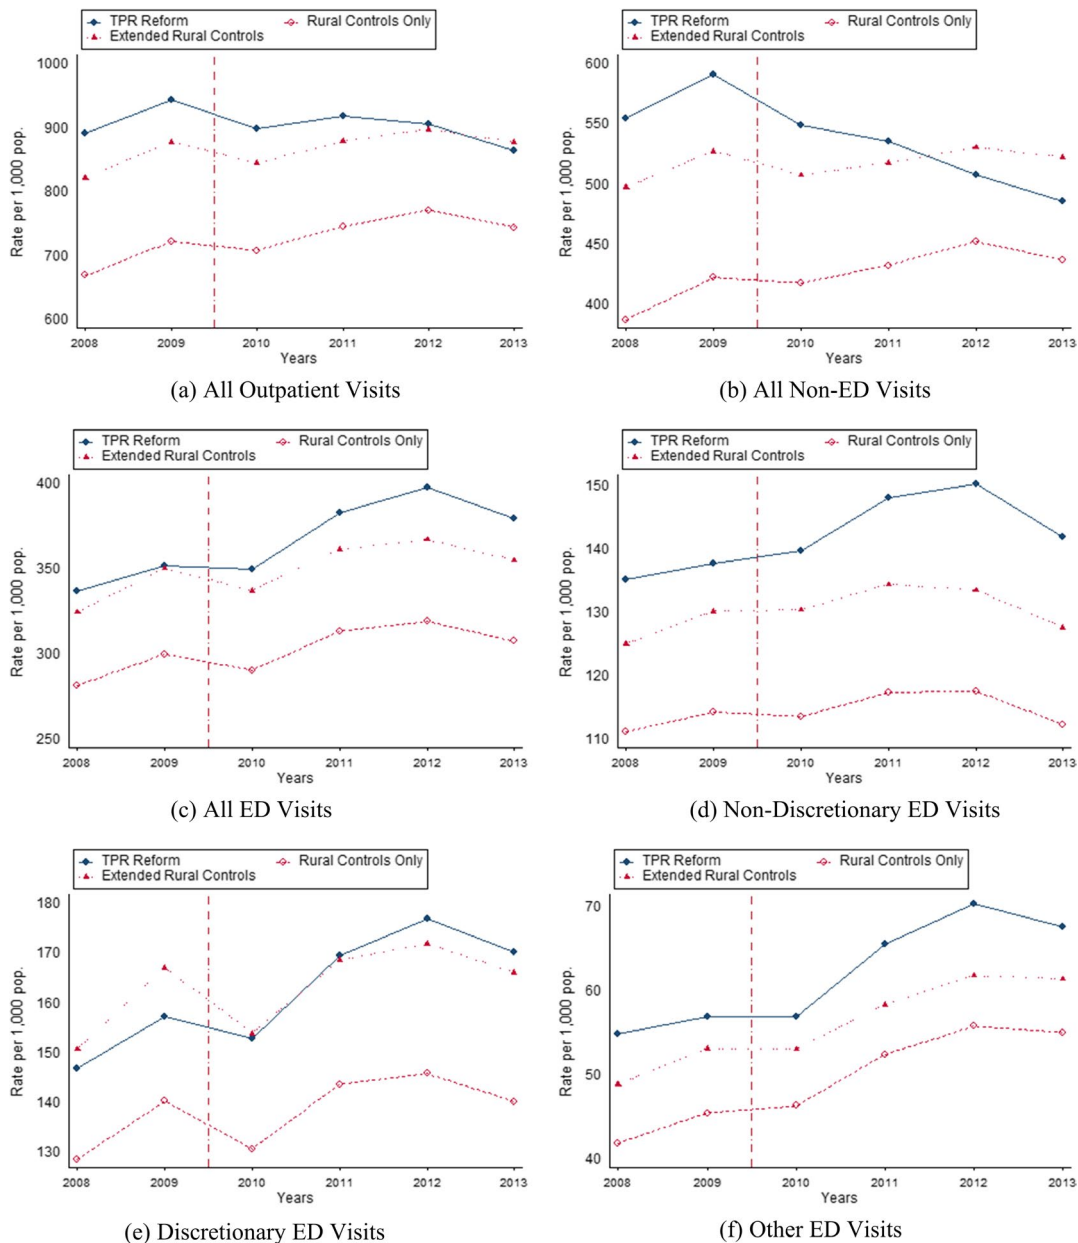 TPR Reform Rural Controls Only
Extended Rural Controls
Rate per 1,000 pop.
1000
900
800
700
600
2008 2009 2010 2011 2012 2013
Years
(a) All Outpatient Visits
TPR Reform Rural Controls Only
Extended Rural Controls
Rate per 1,000 pop.
600
550
500
450
400
2008 2009 2010 2011 2012 2013
Years
(b) All Non-ED Visits
TPR Reform Rural Controls Only
Extended Rural Controls
Rate per 1,000 pop.
400
350
300
250
2008 2009 2010 2011 2012 2013
Years
(c) All ED Visits
TPR Reform Rural Controls Only
Extended Rural Controls
Rate per 1,000 pop.
150
140
130
120
110
2008 2009 2010 2011 2012 2013
Years
(d) Non-Discretionary ED Visits
TPR Reform Rural Controls Only
Extended Rural Controls
Rate per 1,000 pop.
180
170
160
150
140
130
2008 2009 2010 2011 2012 2013
Years
(e) Discretionary ED Visits
TPR Reform Rural Controls Only
Extended Rural Controls
Rate per 1,000 pop.
70
60
50
40
2008 2009 2010 2011 2012 2013
Years
(f) Other ED Visits